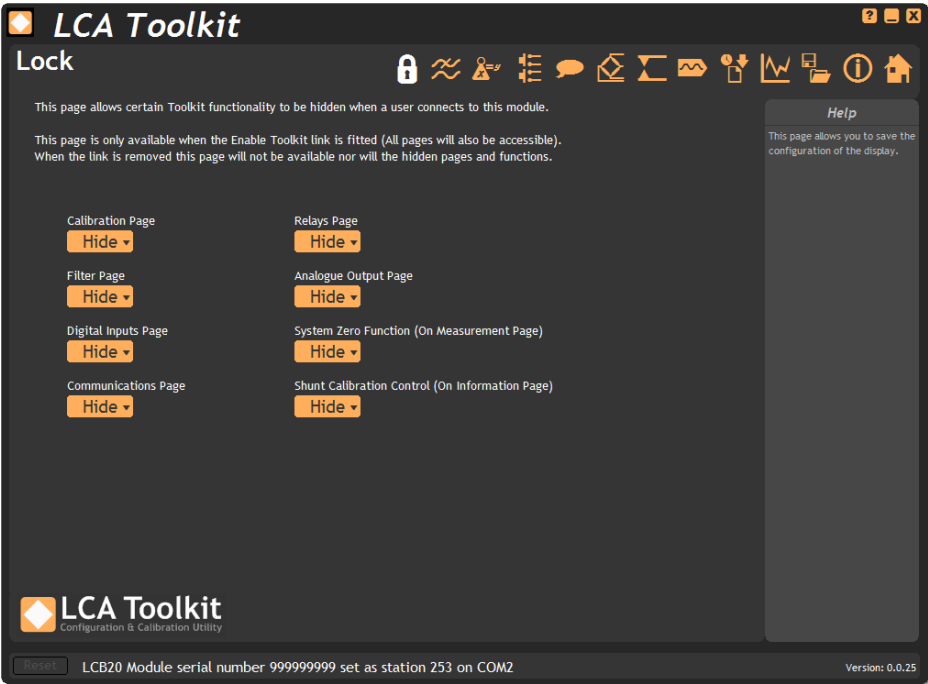 LCA Toolkit
?
X
Lock
x
=y
i
This page allows certain Toolkit functionality to be hidden when a user connects to this module.
This page is only available when the Enable Toolkit link is fitted (All pages will also be accessible).
When the link is removed this page will not be available nor will the hidden pages and functions.
Help
This page allows you to save the
configuration of the display.
Calibration Page
Hide
Relays Page
Hide
Filter Page
Hide
Analogue Output Page
Hide
Digital Inputs Page
Hide
System Zero Function (On Measurement Page)
Hide
Communications Page
Hide
Shunt Calibration Control (On Information Page)
Hide
LCA Toolkit
Configuration & Calibration Utility
Reset
LCB20 Module serial number 999999999 set as station 253 on COM2
Version: 0.0.25